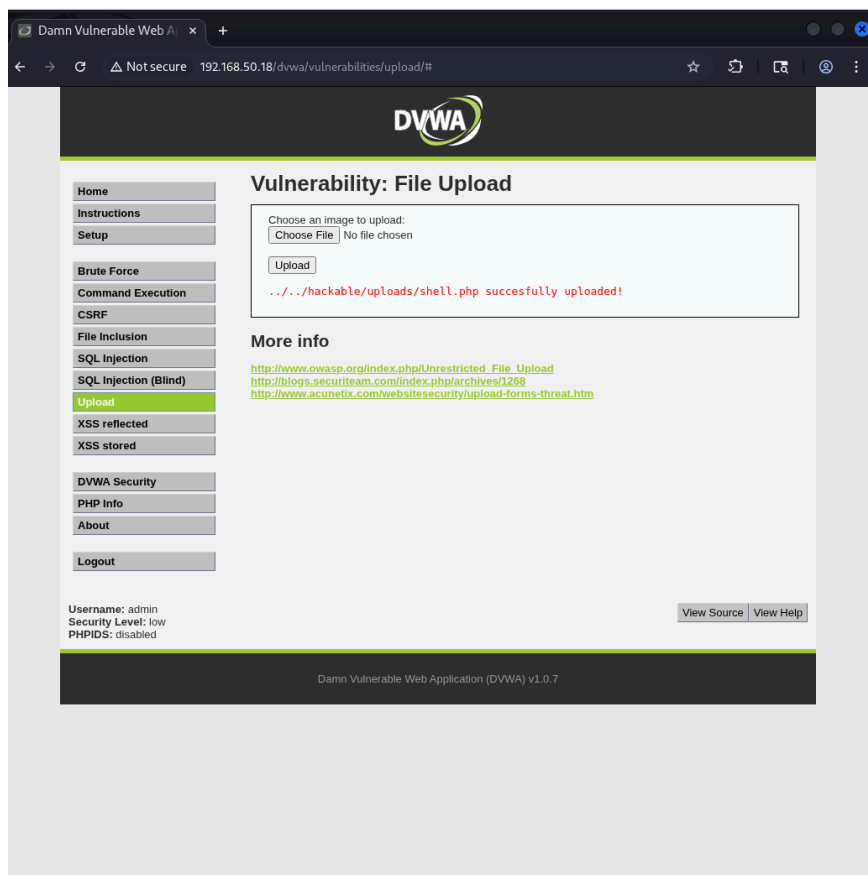 Damn Vulnerable Web Ap
Not secure 192.168.50.18/dvwa/vulnerabilities/upload/#
DVWA
Home
Instructions
Setup
Brute Force
Command Execution
CSRF
File Inclusion
SQL Injection
SQL Injection (Blind)
Upload
XSS reflected
XSS stored
DVWA Security
PHP Info
About
Logout
Vulnerability: File Upload
Choose an image to upload:
Choose File No file chosen
Upload
../../hackable/uploads/shell.php succesfully uploaded!
More info
http://www.owasp.org/index.php/Unrestricted_File_Upload
http://blogs.securiteam.com/index.php/archives/1268
http://www.acunetix.com/websitesecurity/upload-forms-threat.htm
Username: admin
Security Level: low
PHPIDS: disabled
View Source View Help
Damn Vulnerable Web Application (DVWA) v1.0.7